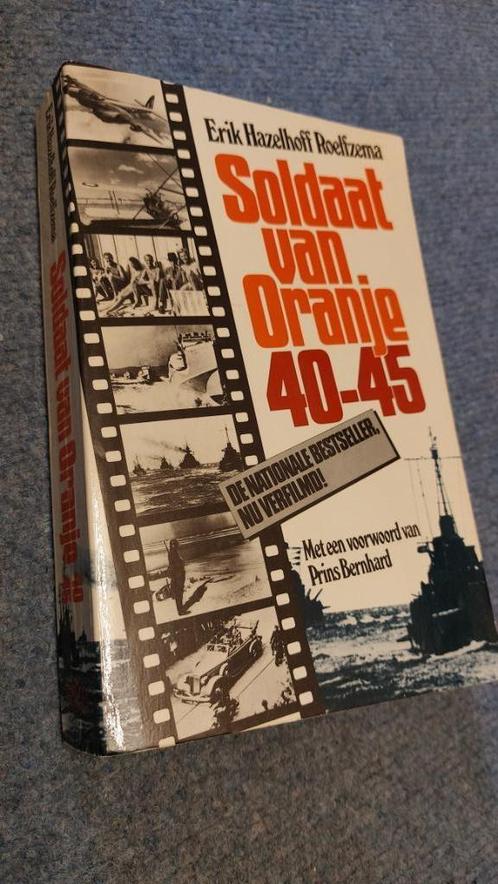 Erik Hazelhoff Roelfzema
Soldaat
van
Oranje
40-45
DE NATIONALE BESTSELLER.
NU VERFILMD!
Met een voorwoord van
Prins Bernhard
Erik Hazelhoff Roelfzema
Soldaat van Oranje 40-45